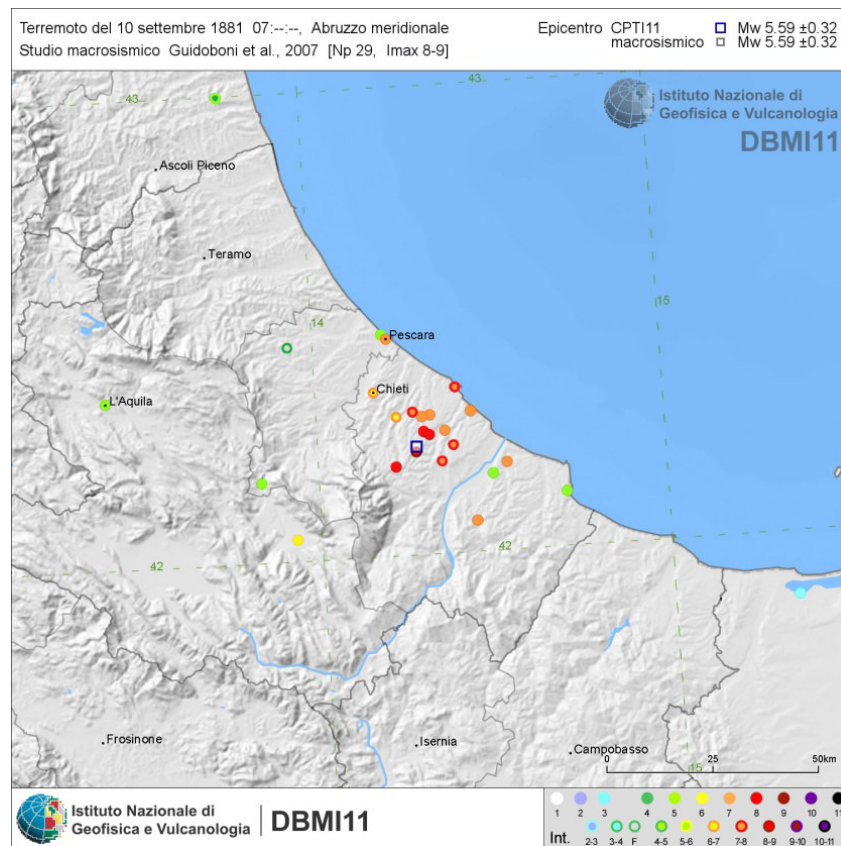 Terremoto del 10 settembre 1881 07:--:--, Abruzzo meridionale
Studio macrosismico Guidoboni et al., 2007 [Np 29, Imax 8-9]
Epicentro CPTI11 Mw 5.59 ±0.32
macrosismico Mw 5.59 ±0.32
43
43
Istituto Nazionale di
Geofisica e Vulcanologia
DBMI11
Ascoli Piceno
Teramo
15
14
Pescara
Chieti
L'Aquila
42
42
Frosinone
Isernia
Campobasso
15
0 25 50km
Istituto Nazionale di
Geofisica e Vulcanologia
DBMI11
1 2 3 4 5 6 7 8 9 10 11
Int. 2-3 3-4 F 4-5 5-6 6-7 7-8 8-9 9-10 10-11